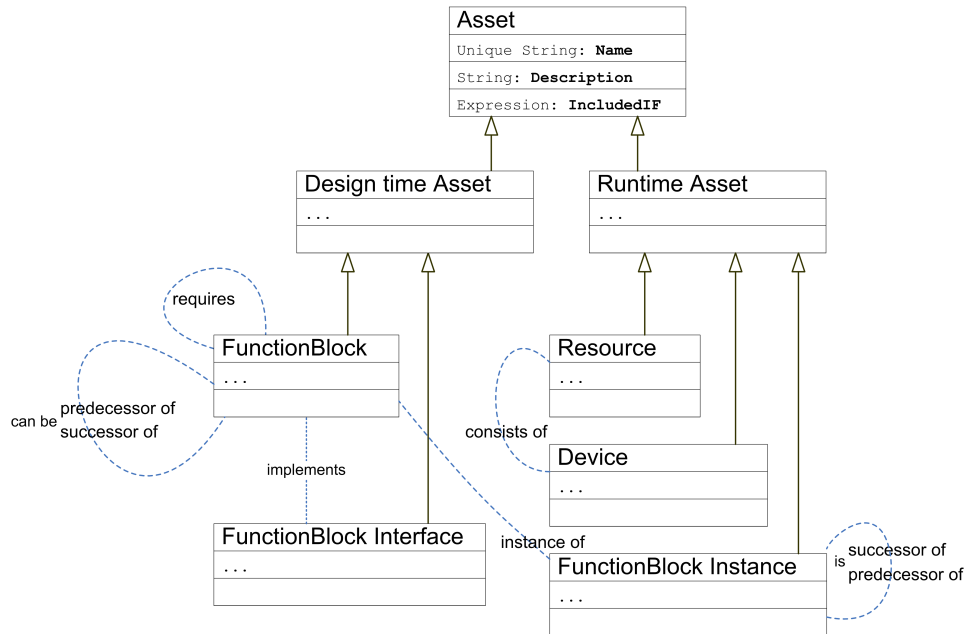 Asset
Unique String: Name
String: Description
Expression: IncludedIF
Design time Asset
...
Runtime Asset
...
requires
FunctionBlock
...
can be predecessor of
successor of
implements
FunctionBlock Interface
...
Resource
...
consists of
Device
...
instance of
FunctionBlock Instance
...
is successor of
predecessor of